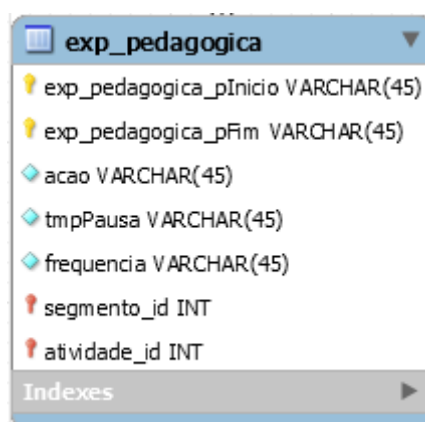 exp_pedagogica
exp_pedagogica_pInicio VARCHAR(45)
exp_pedagogica_pFim VARCHAR(45)
acao VARCHAR(45)
tmpPausa VARCHAR(45)
frequencia VARCHAR(45)
segmento_id INT
atividade_id INT
Indexes